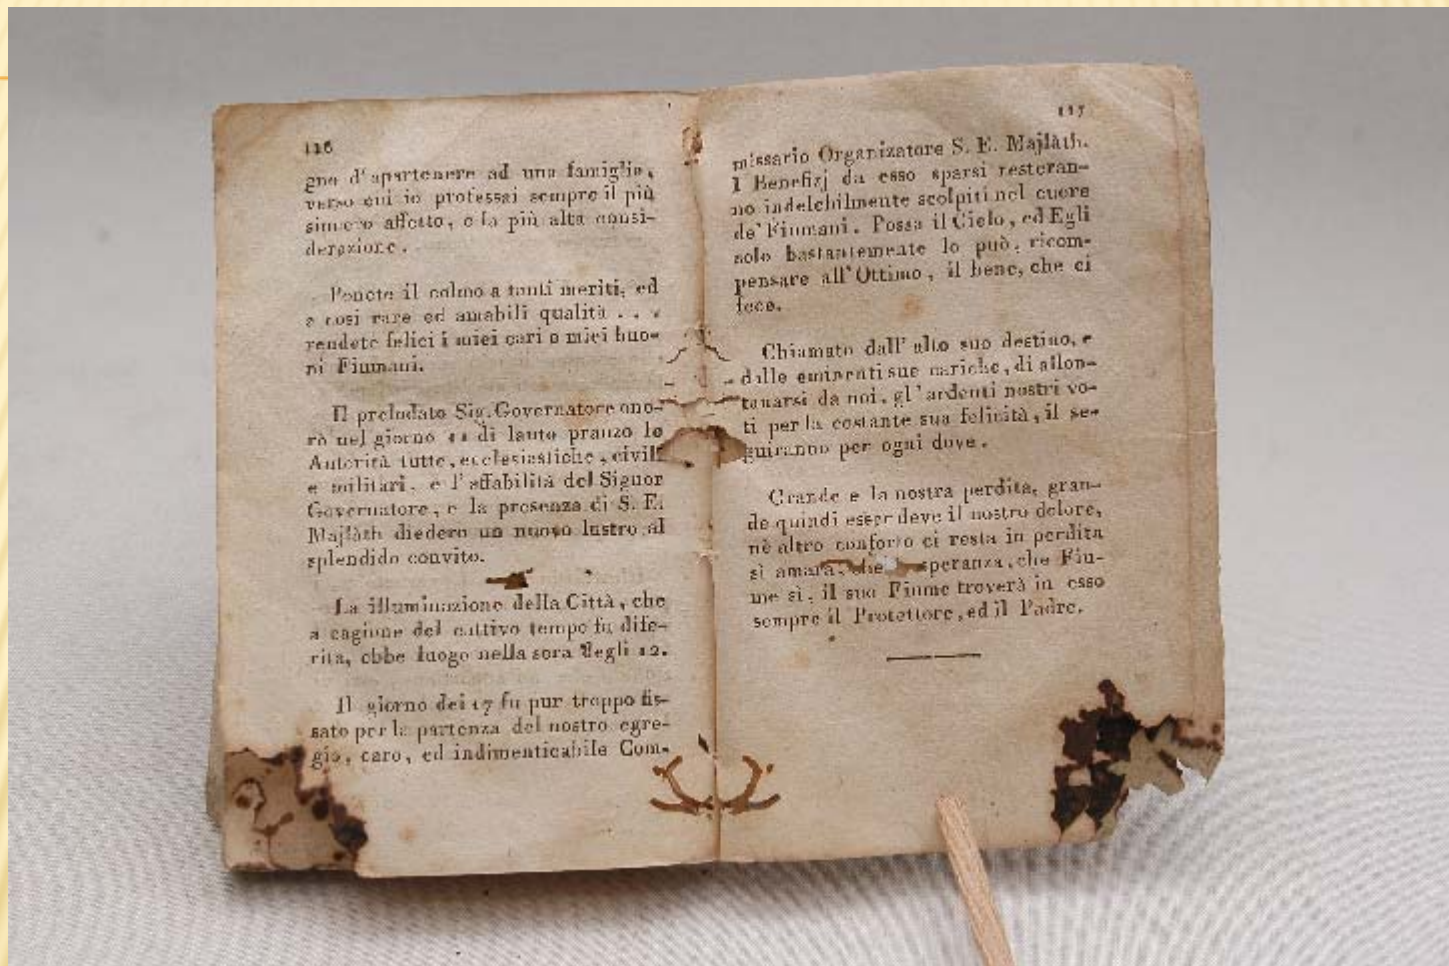 116
gno d'apartenere ad una famiglia,
verso cui io professai sempre il più
sincero affetto, e la più alta consi-
derazione.
Ponete il colmo a tanti meriti, ed
a così rare ed amabili qualità . . .
rendete felici i miei cari e miei buo-
ni Fiumani.
Il prelodato Sig. Governatore ono-
rò nel giorno 11 di lauto pranzo le
Autorità tutte, ecclesiastiche, civili
e militari, e l'affabilità del Signor
Governatore, e la presenza di S. E.
Majlàth diedero un nuovo lustro al
splendido convito.
La illuminazione della Città, che
a cagione del cattivo tempo fu dife-
rita, ebbe luogo nella sera degli 12.
Il giorno dei 17 fu pur troppo fis-
sato per la partenza del nostro egre-
gio, caro, ed indimenticabile Com-
117
missario Organizatore S. E. Majlàth.
I Benefizj da esso sparsi resteran-
no indelebilmente scolpiti nel cuore
de' Fiumani. Possa il Cielo, ed Egli
solo bastantemente lo può, ricom-
pensare all'Ottimo, il bene, che ci
fece.
Chiamato dall'alto suo destino, e
dalle eminenti sue cariche, di allon-
tanarsi da noi, gl'ardenti nostri vo-
ti per la costante sua felicità, il se-
guiranno per ogni dove.
Grande e la nostra perdita, gran-
de quindi esser deve il nostro dolore,
nè altro conforto ci resta in perdita
sì amara, che speranza, che Fiu-
me sì, il suo Fiume troverà in esso
sempre il Protettore, ed il Padre.